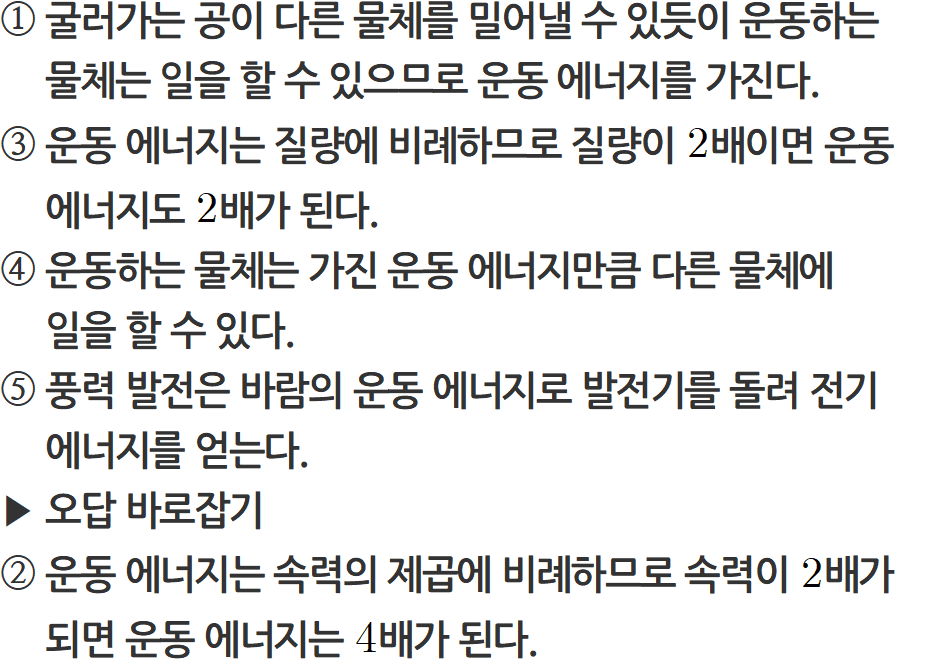 ① 굴러가는 공이 다른 물체를 밀어낼 수 있듯이 운동하는
물체는 일을 할 수 있으므로 운동 에너지를 가진다.
③ 운동 에너지는 질량에 비례하므로 질량이 2배이면 운동
에너지도 2배가 된다.
④ 운동하는 물체는 가진 운동 에너지만큼 다른 물체에
일을 할 수 있다.
⑤ 풍력 발전은 바람의 운동 에너지로 발전기를 돌려 전기
에너지를 얻는다.
▶ 오답 바로잡기
② 운동 에너지는 속력의 제곱에 비례하므로 속력이 2배가
되면 운동 에너지는 4배가 된다.